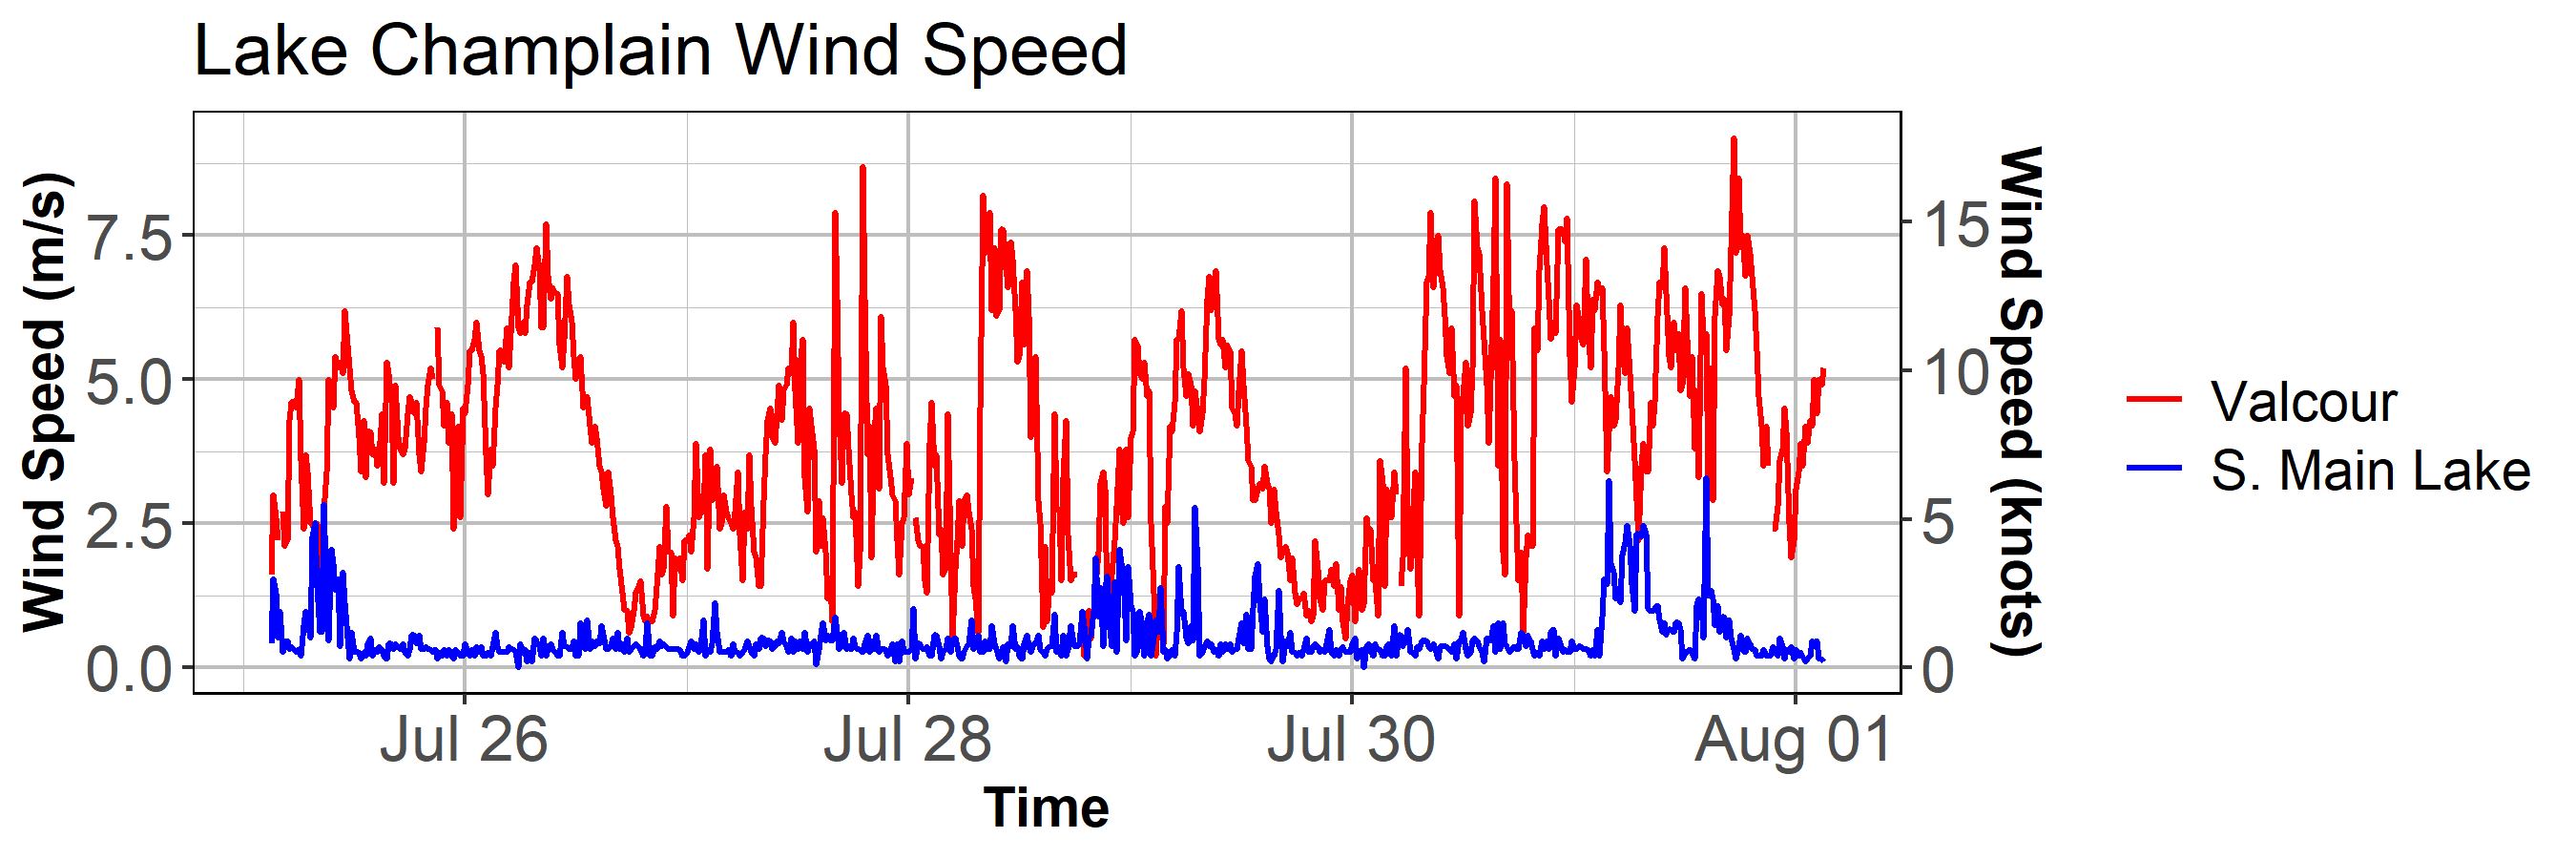 Lake Champlain Wind Speed
Wind Speed (m/s)
7.5
5.0
2.5
0.0
15
10
5
0
Wind Speed (knots)
Jul 26
Jul 28
Jul 30
Aug 01
Time
Valcour
S. Main Lake